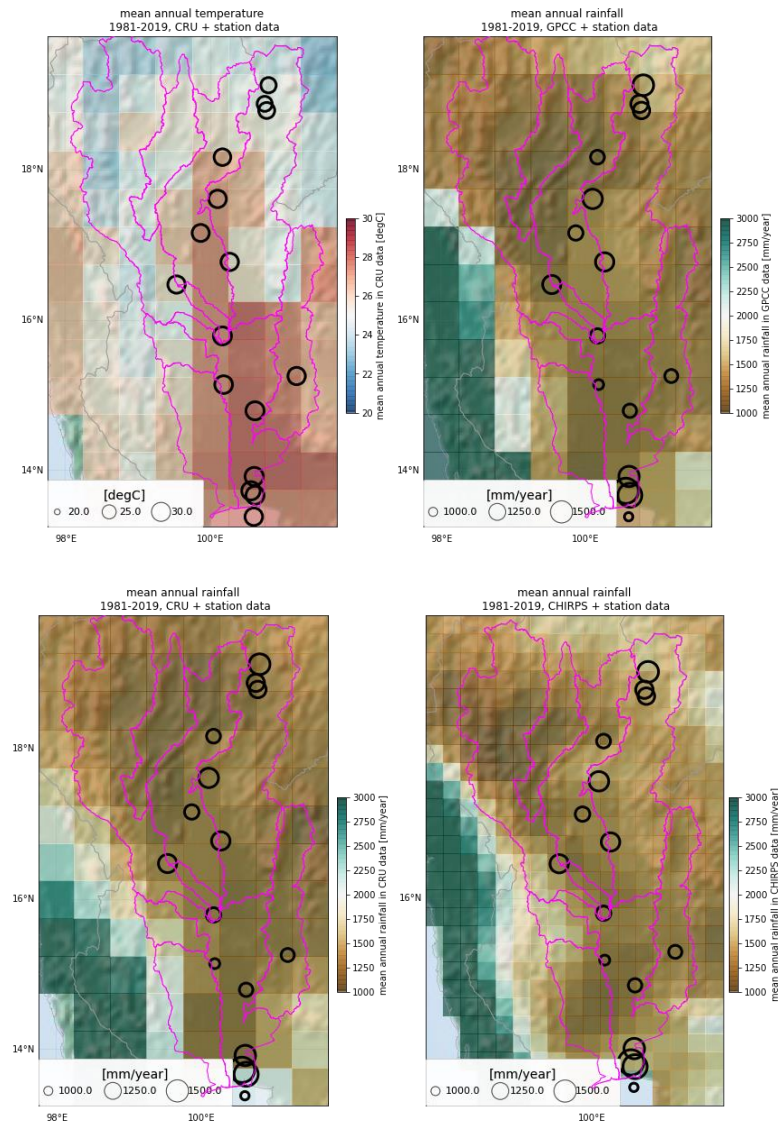 mean annual temperature
1981-2019, CRU + station data
18°N
16°N
14°N
98°E
100°E
[degC]
20.0 25.0 30.0
30
28
26
24
22
20
mean annual temperature in CRU data [degC]
mean annual rainfall
1981-2019, GPCC + station data
18°N
16°N
14°N
98°E
100°E
[mm/year]
1000.0 1250.0 1500.0
3000
2750
2500
2250
2000
1750
1500
1250
1000
mean annual rainfall in GPCC data [mm/year]
mean annual rainfall
1981-2019, CRU + station data
18°N
16°N
14°N
98°E
100°E
[mm/year]
1000.0 1250.0 1500.0
3000
2750
2500
2250
2000
1750
1500
1250
1000
mean annual rainfall in CRU data [mm/year]
mean annual rainfall
1981-2019, CHIRPS + station data
18°N
16°N
100°E
[mm/year]
1000.0 1250.0 1500.0
3000
2750
2500
2250
2000
1750
1500
1250
1000
mean annual rainfall in CHIRPS data [mm/year]